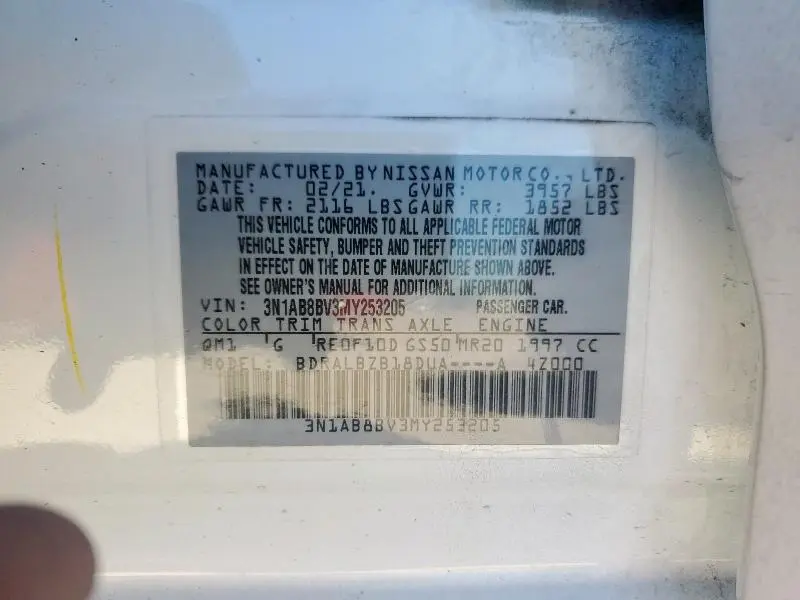 MANUFACTURED BY NISSAN MOTOR CO., LTD.
DATE: 02/21. GVWR: 3957 LBS
GAWR FR: 2116 LBS GAWR RR: 1852 LBS
THIS VEHICLE CONFORMS TO ALL APPLICABLE FEDERAL MOTOR
VEHICLE SAFETY, BUMPER AND THEFT PREVENTION STANDARDS
IN EFFECT ON THE DATE OF MANUFACTURE SHOWN ABOVE.
SEE OWNER'S MANUAL FOR ADDITIONAL INFORMATION
VIN: 3N1AB8BV3MY253205 PASSENGER CAR.
COLOR TRIM TRANS AXLE ENGINE
QM1 'G 'RE0F10D GS50'MR20 1997 CC
MODEL: BDRALBZB18DUA----A 4Z000
3N1AB8BV3MY253205